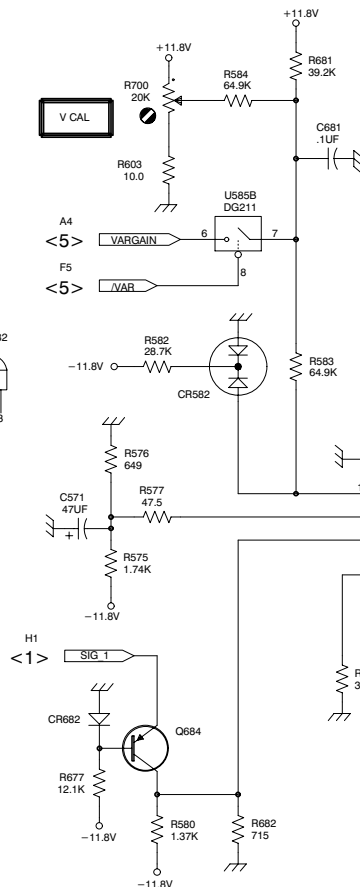 +11.8V
+11.8V
R681
39.2K
R700
20K
R584
64.9K
V CAL
C681
.1UF
R603
10.0
U585B
DG211
A4
<5>
VARGAIN
6
7
F5
<5>
/VAR
8
R582
28.7K
−11.8V
R583
64.9K
CR582
R576
649
R577
47.5
C571
47UF
+
R575
1.74K
−11.8V
H1
<1>
SIG_1
CR682
Q684
R677
12.1K
−11.8V
R580
1.37K
R682
715
−11.8V